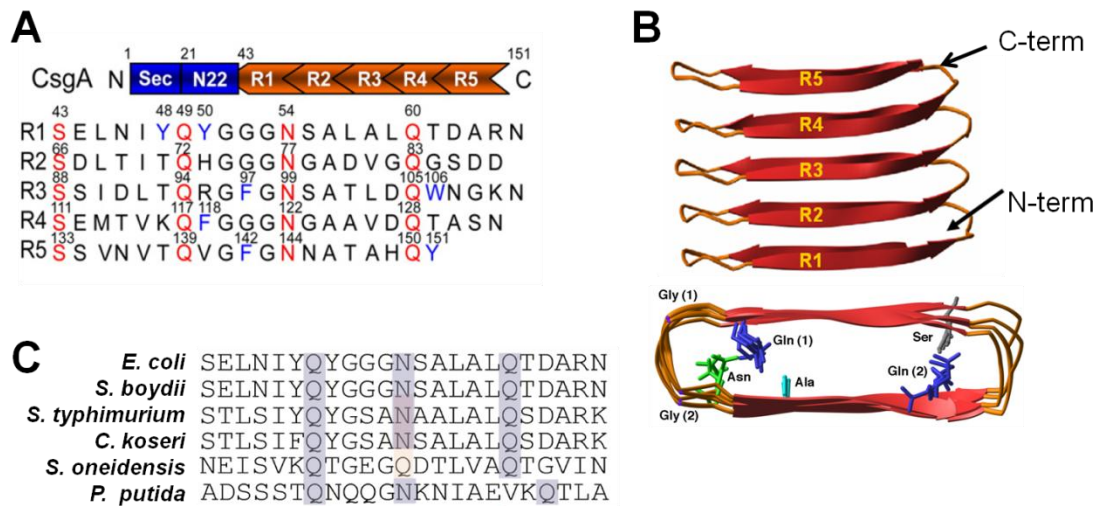 A
1 21 43 151
CsgA N Sec N22 R1 R2 R3 R4 R5 C
43 48 49 50 54 60
R1 S E L N I Y Q Y G G G N S A L A L Q T D A R N
66 72 77 83
R2 S D L T I T Q H G G G N G A D V G Q G S D D
88 94 97 99 105 106
R3 S S I D L T Q R G F G N S A T L D Q W N G K N
111 117 118 122 128
R4 S E M T V K Q F G G G N G A A V D Q T A S N
133 139 142 144 150 151
R5 S S V N V T Q V G F G N N A T A H Q Y
B
C-term
R5
R4
R3
N-term
R2
R1
Gly (1)
Ser
Gln (1)
Gln (2)
Asn
Ala
Gly (2)
C
E. coli SELNIYQYGGGNSALALQTDARN
S. boydii SELNIYQYGGGNSALALQTDARN
S. typhimurium STLSIYQYGSANAALALQSDARK
C. koseri STLSIFQYGSANSALALQSDARK
S. oneidensis NEISVKQTGEGQDTLVAQTGVIN
P. putida ADSSSTQNQQGNKNIAEVKQTLA